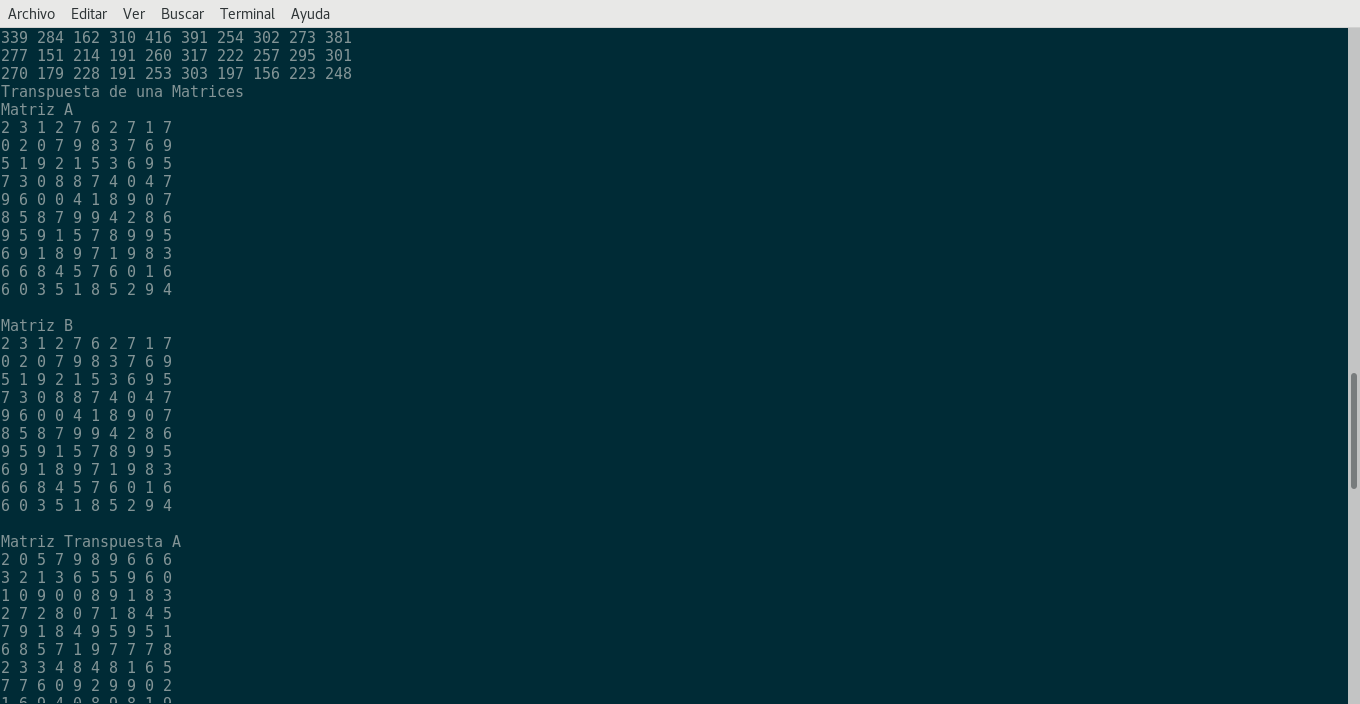 Archivo Editar Ver Buscar Terminal Ayuda
339 284 162 310 416 391 254 302 273 381
277 151 214 191 260 317 222 257 295 301
270 179 228 191 253 303 197 156 223 248
Transpuesta de una Matrices
Matriz A
2 3 1 2 7 6 2 7 1 7
0 2 0 7 9 8 3 7 6 9
5 1 9 2 1 5 3 6 9 5
7 3 0 8 8 7 4 0 4 7
9 6 0 0 4 1 8 9 0 7
8 5 8 7 9 9 4 2 8 6
9 5 9 1 5 7 8 9 9 5
6 9 1 8 9 7 1 9 8 3
6 6 8 4 5 7 6 0 1 6
6 0 3 5 1 8 5 2 9 4
Matriz B
2 3 1 2 7 6 2 7 1 7
0 2 0 7 9 8 3 7 6 9
5 1 9 2 1 5 3 6 9 5
7 3 0 8 8 7 4 0 4 7
9 6 0 0 4 1 8 9 0 7
8 5 8 7 9 9 4 2 8 6
9 5 9 1 5 7 8 9 9 5
6 9 1 8 9 7 1 9 8 3
6 6 8 4 5 7 6 0 1 6
6 0 3 5 1 8 5 2 9 4
Matriz Transpuesta A
2 0 5 7 9 8 9 6 6 6
3 2 1 3 6 5 5 9 6 0
1 0 9 0 0 8 9 1 8 3
2 7 2 8 0 7 1 8 4 5
7 9 1 8 4 9 5 9 5 1
6 8 5 7 1 9 7 7 7 8
2 3 3 4 8 4 8 1 6 5
7 7 6 0 9 2 9 9 0 2
1 6 9 4 0 8 9 8 1 9